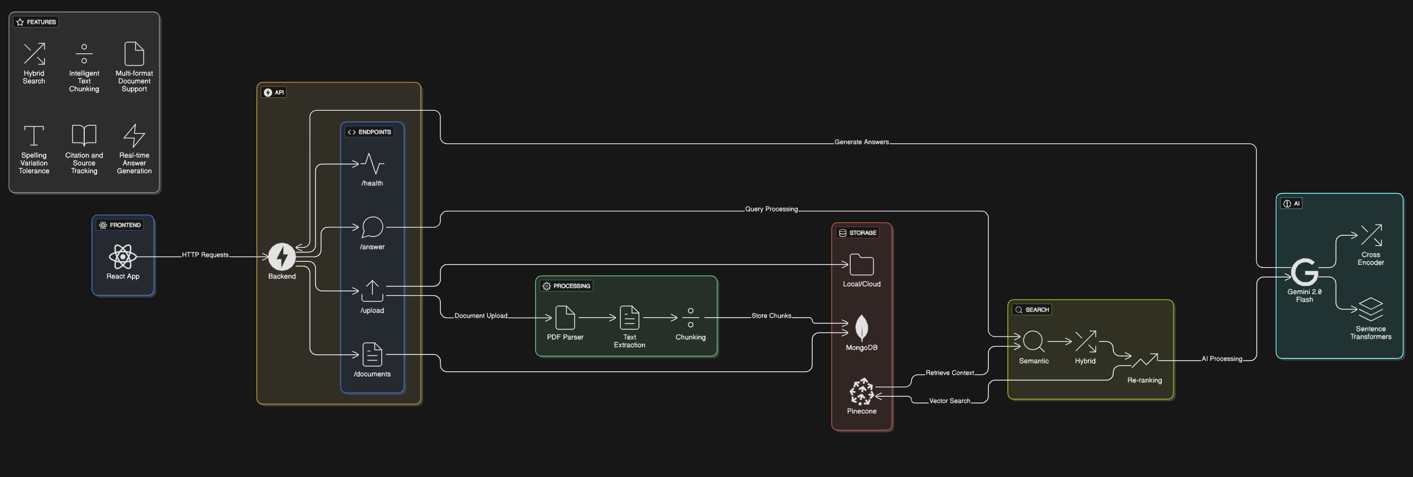 FEATURES
Hybrid
Search
Intelligent
Text
Chunking
Multi-format
Document
Support
Spelling
Variation
Tolerance
Citation and
Source
Tracking
Real-time
Answer
Generation
FRONTEND
React App
HTTP Requests
API
Backend
ENDPOINTS
/health
/answer
/upload
/documents
Generate Answers
Query Processing
Document Upload
PROCESSING
PDF Parser
Text
Extraction
Chunking
Store Chunks
STORAGE
Local/Cloud
MongoDB
Pinecone
Retrieve Context
Vector Search
SEARCH
Semantic
Hybrid
Re-ranking
AI Processing
AI
Gemini 2.0
Flash
Cross
Encoder
Sentence
Transformers